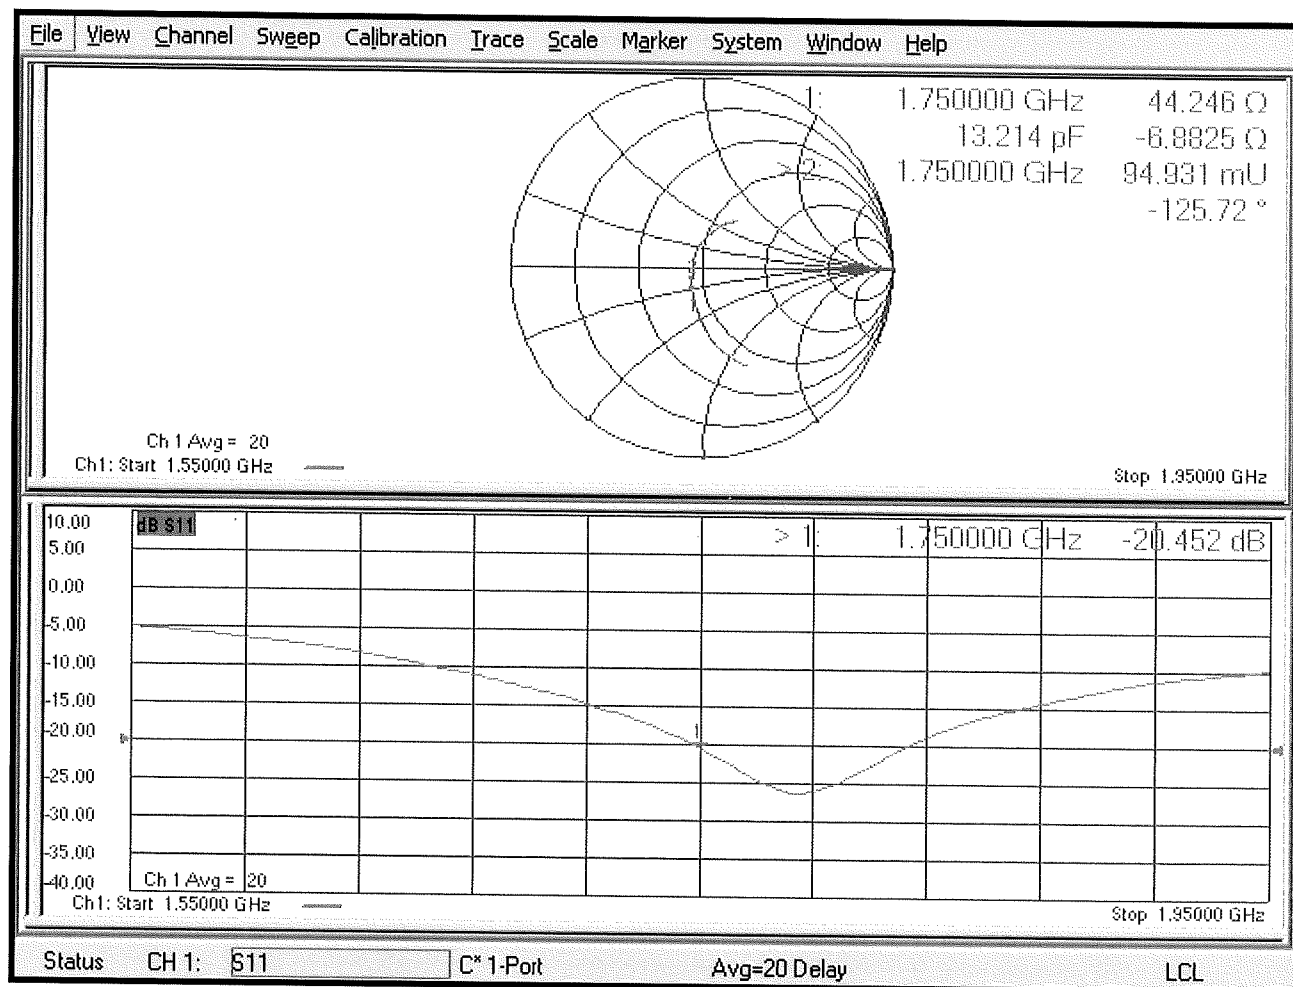 File View Channel Sweep Calibration Trace Scale Marker System Window Help
1: 1.750000 GHz 44.246 Ω
13.214 pF -6.8825 Ω
> 2: 1.750000 GHz 94.931 mU
-125.72 °
Ch 1 Avg = 20
Ch1: Start 1.55000 GHz
Stop 1.95000 GHz
10.00
dB S11
> 1: 1.750000 GHz -20.452 dB
5.00
0.00
-5.00
-10.00
-15.00
-20.00
1
-25.00
-30.00
-35.00
-40.00
Ch 1 Avg = 20
Ch1: Start 1.55000 GHz
Stop 1.95000 GHz
Status CH 1: S11 C* 1-Port Avg=20 Delay LCL